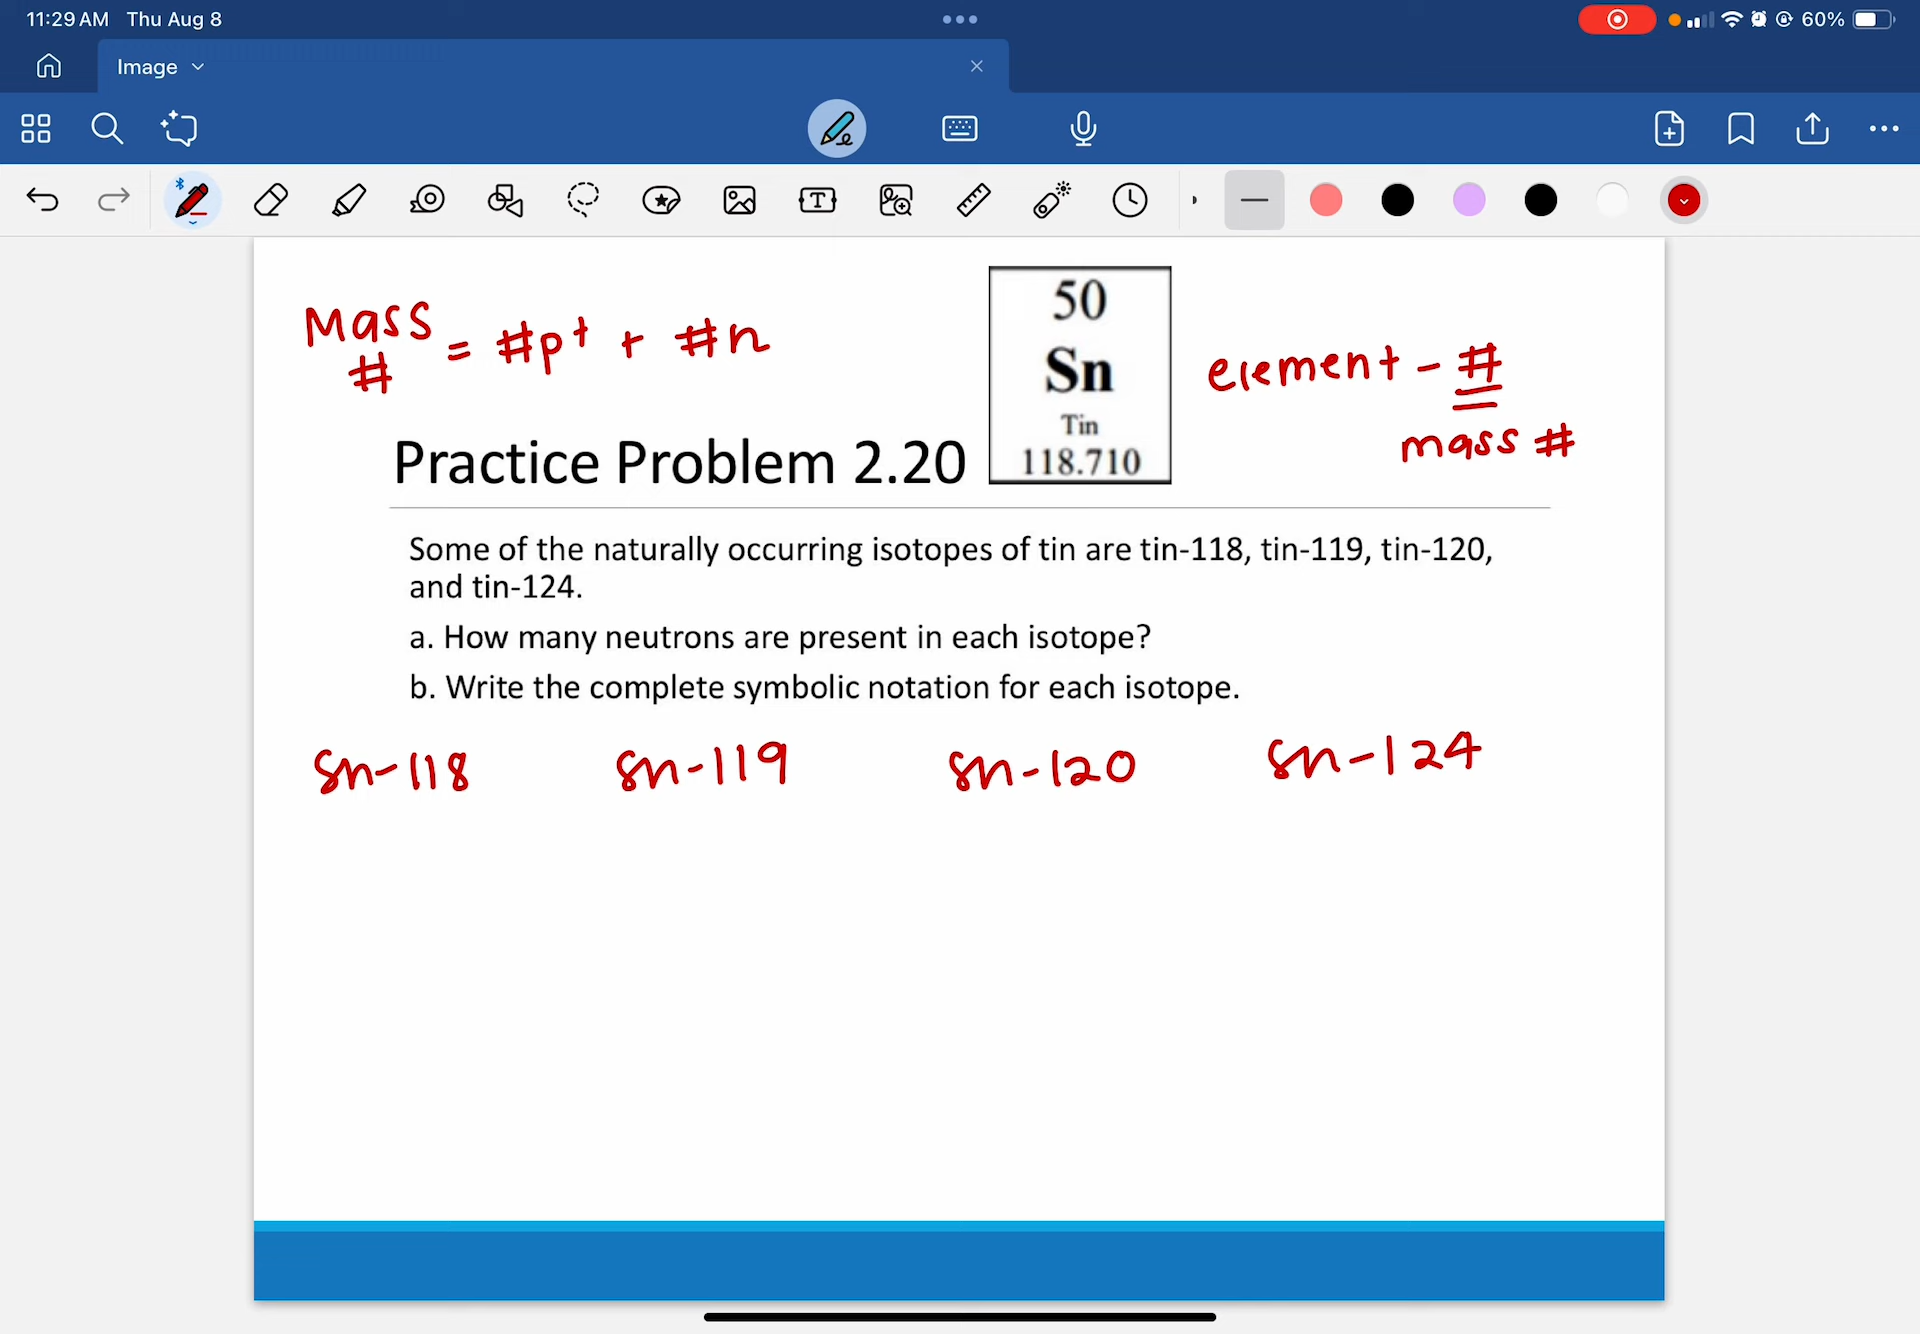 11:29 AM Thu Aug 8
60%
Image
Mass
# = #p+ + #n
50
Sn
Tin
118.710
element - #
mass #
Practice Problem 2.20
Some of the naturally occurring isotopes of tin are tin-118, tin-119, tin-120,
and tin-124.
a. How many neutrons are present in each isotope?
b. Write the complete symbolic notation for each isotope.
Sn-118 Sn-119 Sn-120 Sn-124